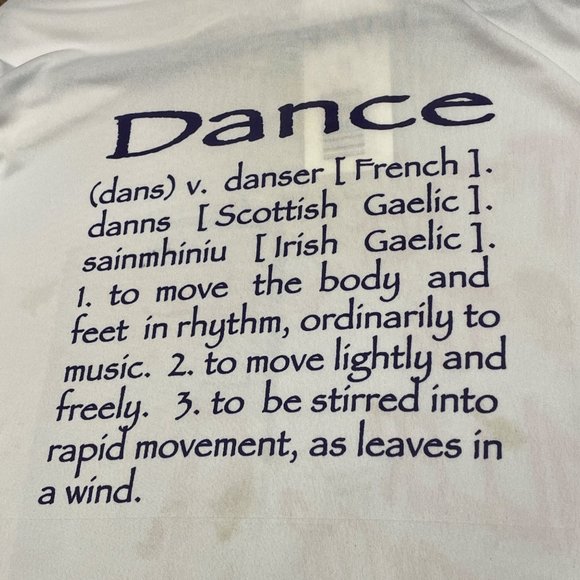 Dance
(dans) v. danser [ French ].
danns [ Scottish Gaelic ].
sainmhiniu [ Irish Gaelic ].
1. to move the body and
feet in rhythm, ordinarily to
music. 2. to move lightly and
freely. 3. to be stirred into
rapid movement, as leaves in
a wind.